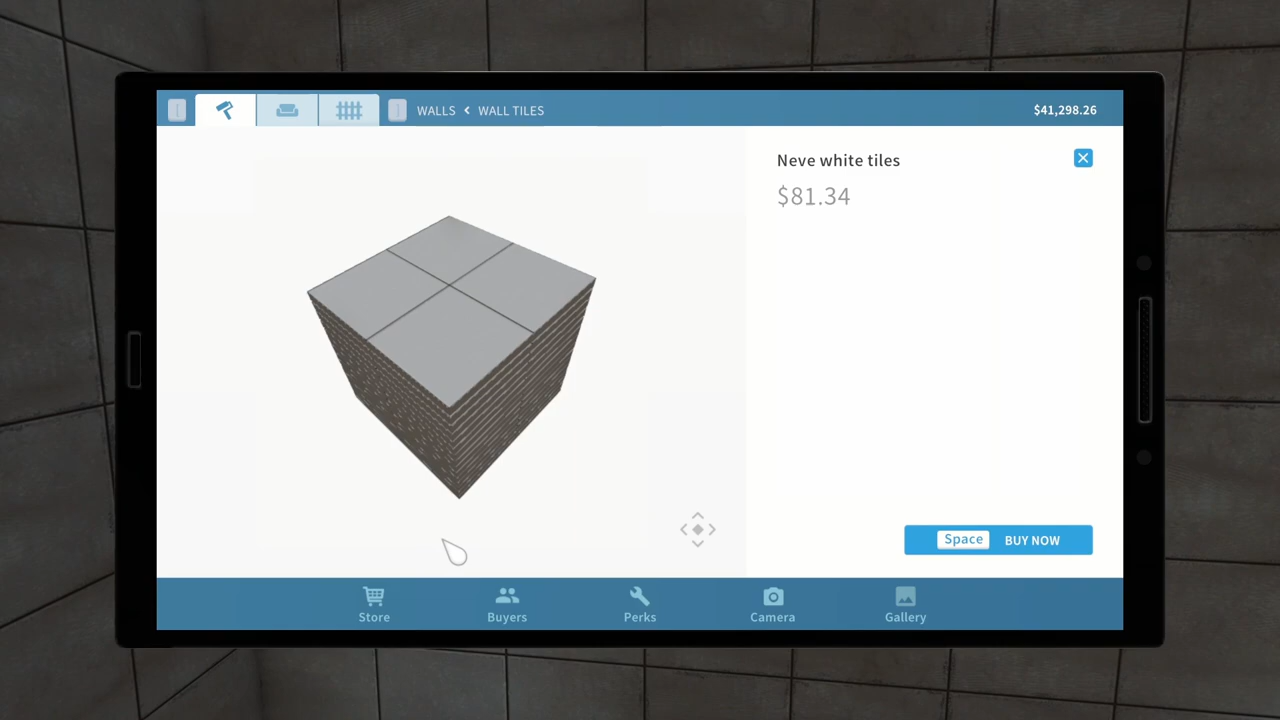 WALLS < WALL TILES
$41,298.26
Neve white tiles
$81.34
Space BUY NOW
Store Buyers Perks Camera Gallery